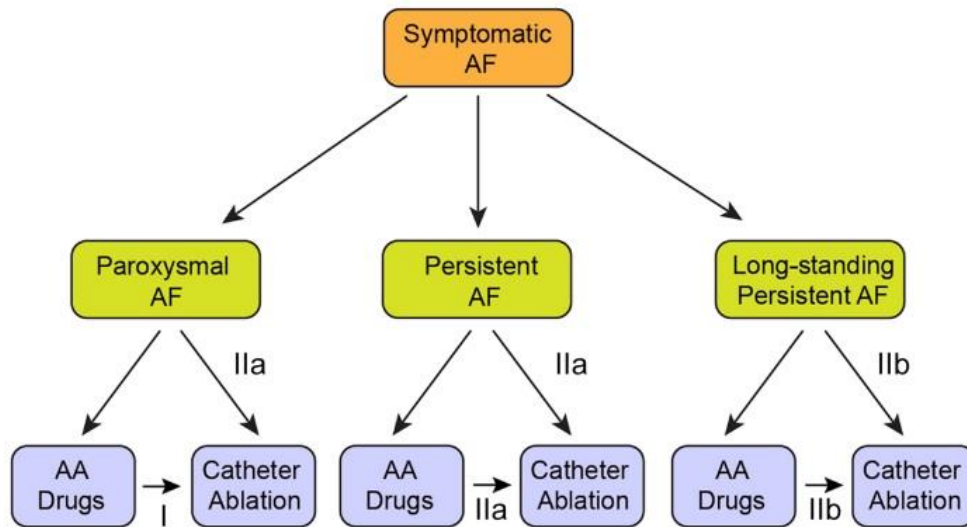 Symptomatic
AF
Paroxysmal
AF
Persistent
AF
Long-standing
Persistent AF
IIa
IIa
IIb
AA
Drugs
I
Catheter
Ablation
AA
Drugs
IIa
Catheter
Ablation
AA
Drugs
IIb
Catheter
Ablation